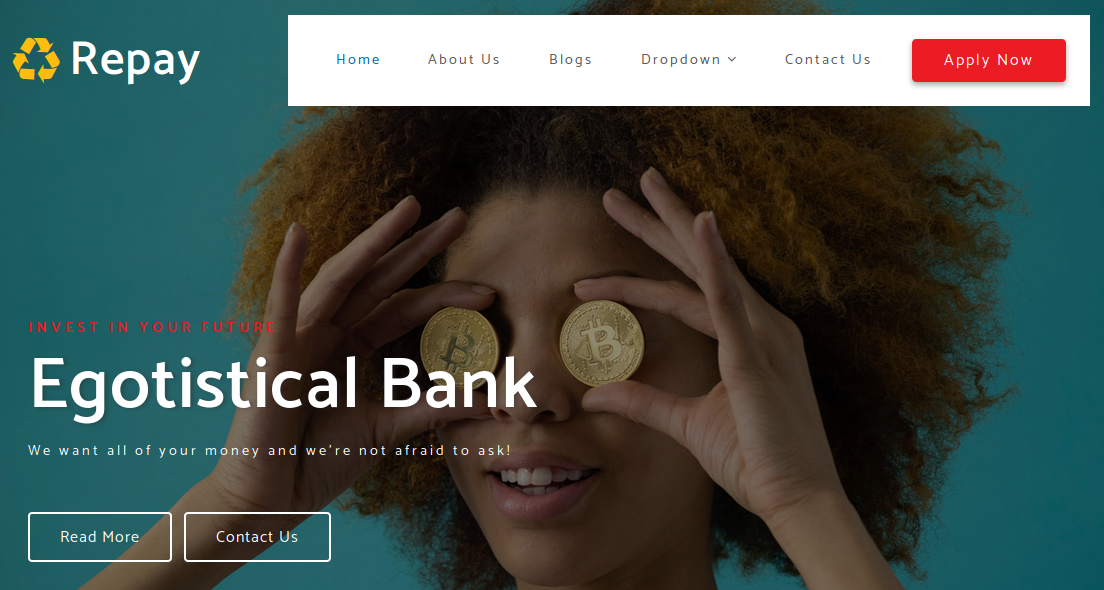 Repay
Home About Us Blogs Dropdown Contact Us Apply Now
INVEST IN YOUR FUTURE
Egotistical Bank
We want all of your money and we're not afraid to ask!
Read More Contact Us